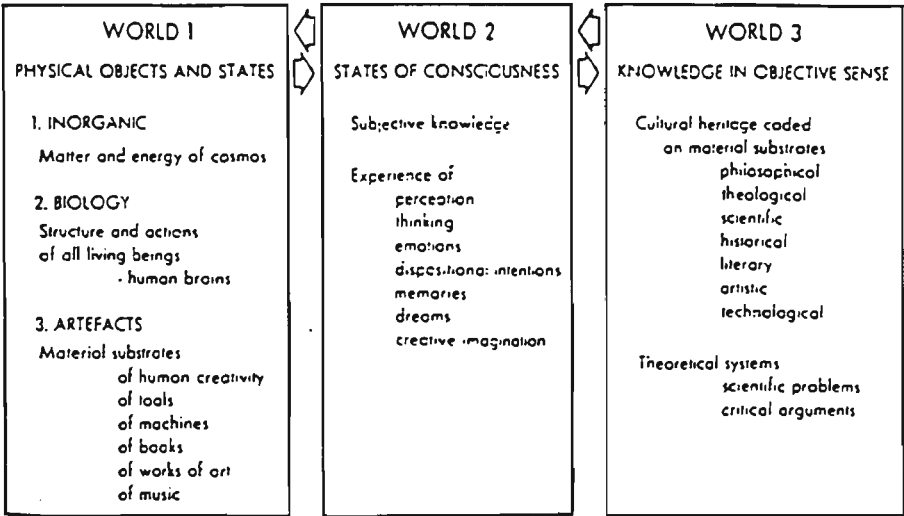 WORLD 1
PHYSICAL OBJECTS AND STATES
1. INORGANIC
Matter and energy of cosmos
2. BIOLOGY
Structure and actions
of all living beings
- human brains
3. ARTEFACTS
Material substrates
of human creativity
of tools
of machines
of books
of works of art
of music
WORLD 2
STATES OF CONSCIOUSNESS
Subjective knowledge
Experience of
perception
thinking
emotions
dispositional intentions
memories
dreams
creative imagination
WORLD 3
KNOWLEDGE IN OBJECTIVE SENSE
Cultural heritage coded
on material substrates
philosophical
theological
scientific
historical
literary
artistic
technological
Theoretical systems
scientific problems
critical arguments